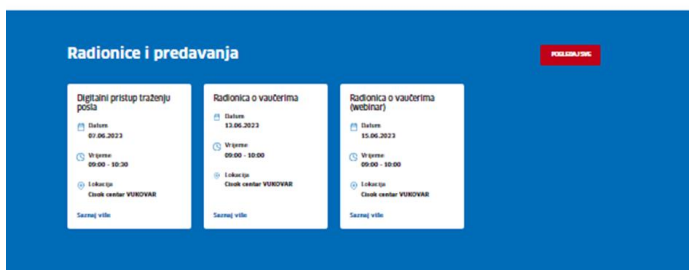 Radionice i predavanja
POGLEDAJ SVE
Digitalni pristup traženju
posla
Datum
07.06.2023
Vrijeme
09:00 - 10:30
Lokacija
Cisok centar VUKOVAR
Saznaj više
Radionica o vaučerima
Datum
13.06.2023
Vrijeme
09:00 - 10:00
Lokacija
Cisok centar VUKOVAR
Saznaj više
Radionica o vaučerima
(webinar)
Datum
15.06.2023
Vrijeme
09:00 - 10:00
Lokacija
Cisok centar VUKOVAR
Saznaj više